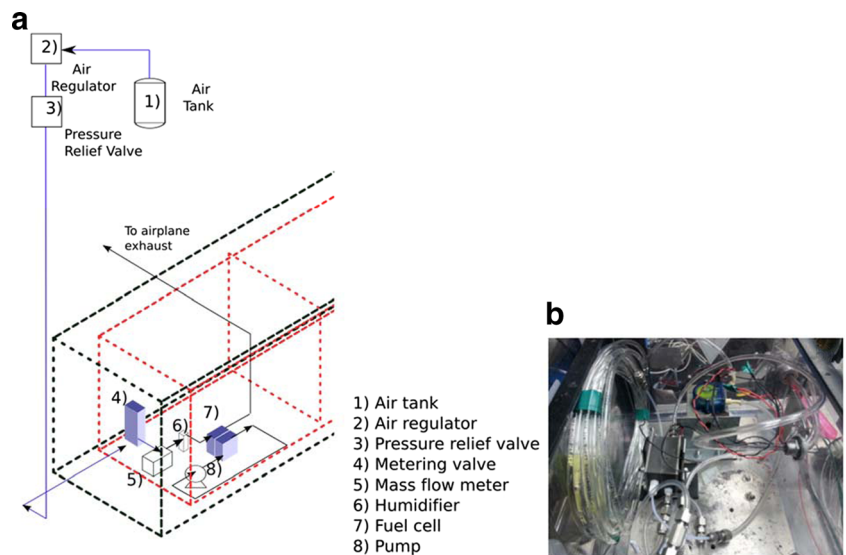 a
2)
Air
Regulator
1)
Air
Tank
3)
Pressure
Relief Valve
To airplane
exhaust
4)
5)
6)
7)
8)
1) Air tank
2) Air regulator
3) Pressure relief valve
4) Metering valve
5) Mass flow meter
6) Humidifier
7) Fuel cell
8) Pump
b